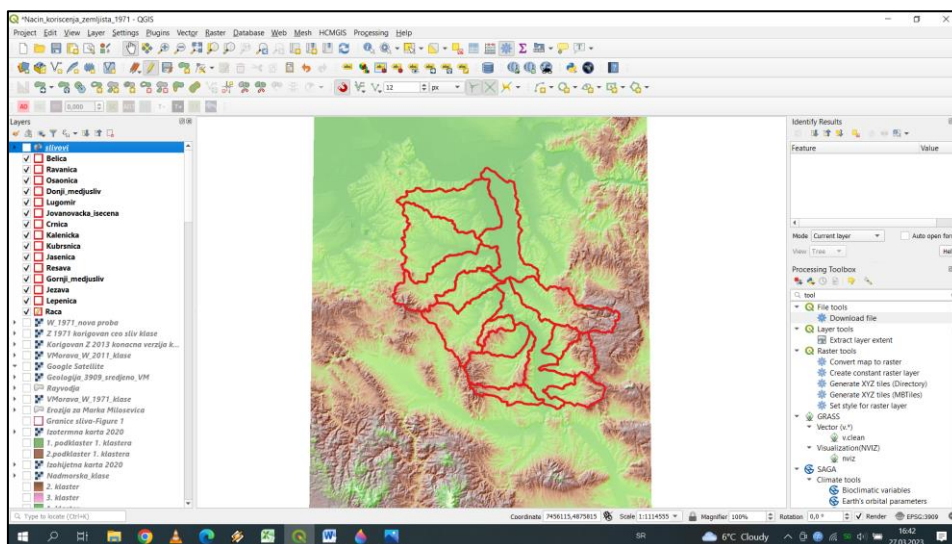 *Nacin_koriscenja_zemljista_1971 - QGIS
Project Edit View Layer Settings Plugins Vector Raster Database Web Mesh HCMGIS Processing Help
12 px
0,000
Layers
slivovi
Belica
Ravanica
Osaonica
Donji_medjusliv
Lugomir
Jovanovacka_isecena
Crnica
Kalenicka
Kubrsnica
Jasenica
Resava
Gornji_medjusliv
Jezava
Lepenica
Raca
W_1971_novo proba
Z 1971 korigovan ceo sliv klase
Korigovan Z 2013 konacna verzija k...
VMorava_W_2011_klase
Google Satellite
Geologija_3909_sredjeno_VM
Rayvodja
VMorava_W_1971_klase
Erozija za Marka Milosevica
Granice sliva-Figure 1
Izotermna karta 2020
1. podklaster 1. klastera
2.podklaster 1. klastera
Izohijetna karta 2020
Nadmorska_klase
2. klaster
3. klaster
Identify Results
Feature Value
Mode Current layer Auto open form
View Tree Hel
Processing Toolbox
tool
File tools
Download file
Layer tools
Extract layer extent
Raster tools
Convert map to raster
Create constant raster layer
Generate XYZ tiles (Directory)
Generate XYZ tiles (MBTiles)
Set style for raster layer
GRASS
Vector (v.*)
v.clean
Visualization(NVIZ)
nviz
SAGA
Climate tools
Bioclimatic variables
Earth's orbital parameters
Type to locate (Ctrl+K) Coordinate 7456115,4875815 Scale 1:1114555 Magnifier 100% Rotation 0,0 ° Render EPSG:3909
SR 6°C Cloudy 16:42
27.03.2023